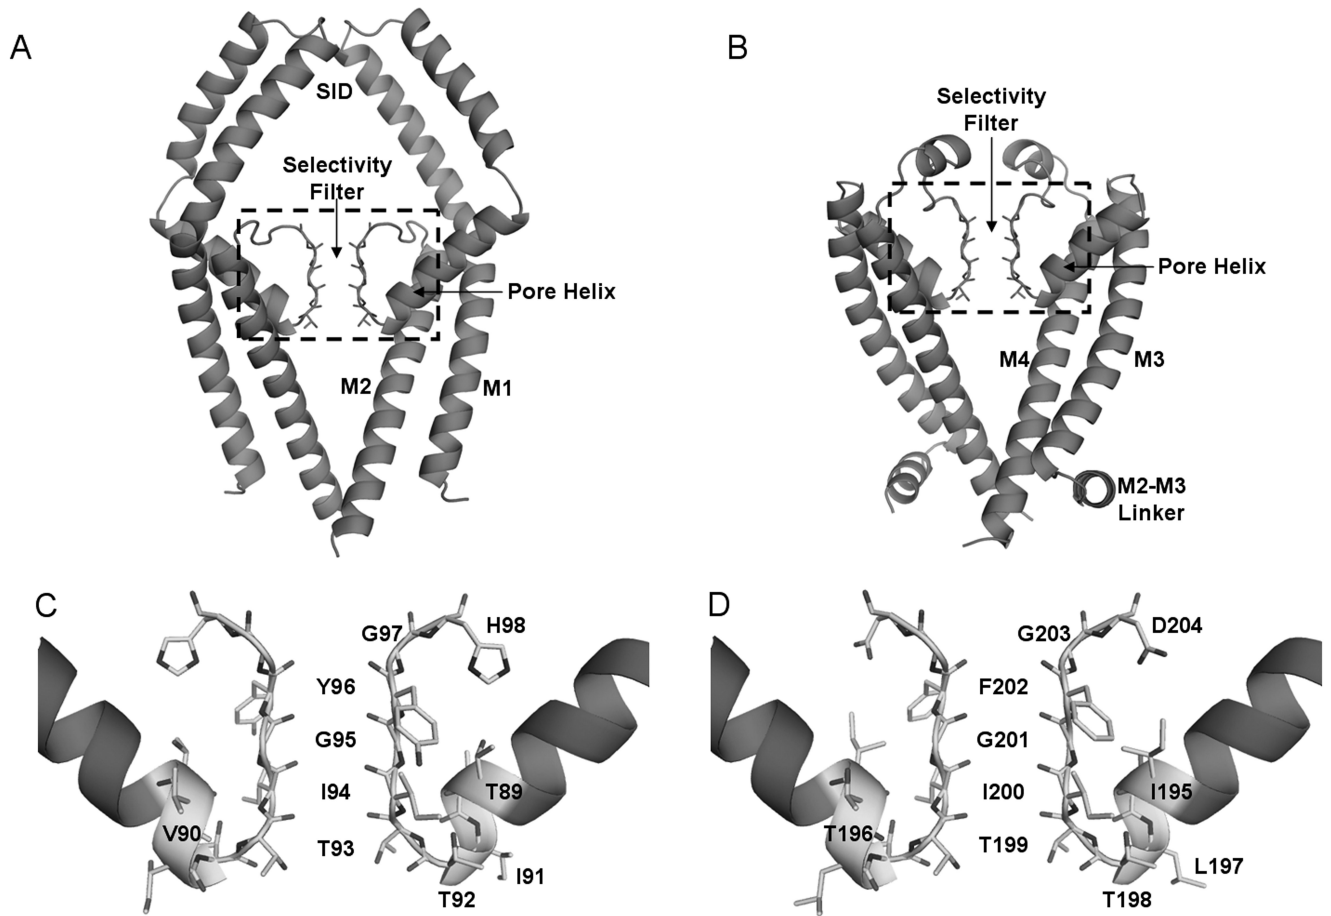 A
SID
Selectivity
Filter
Pore Helix
M2
M1
B
Selectivity
Filter
Pore Helix
M4
M3
M2-M3
Linker
C
G97
H98
Y96
G95
I94
T89
V90
T93
I91
T92
D
G203
D204
F202
G201
I200
I195
T196
T199
L197
T198